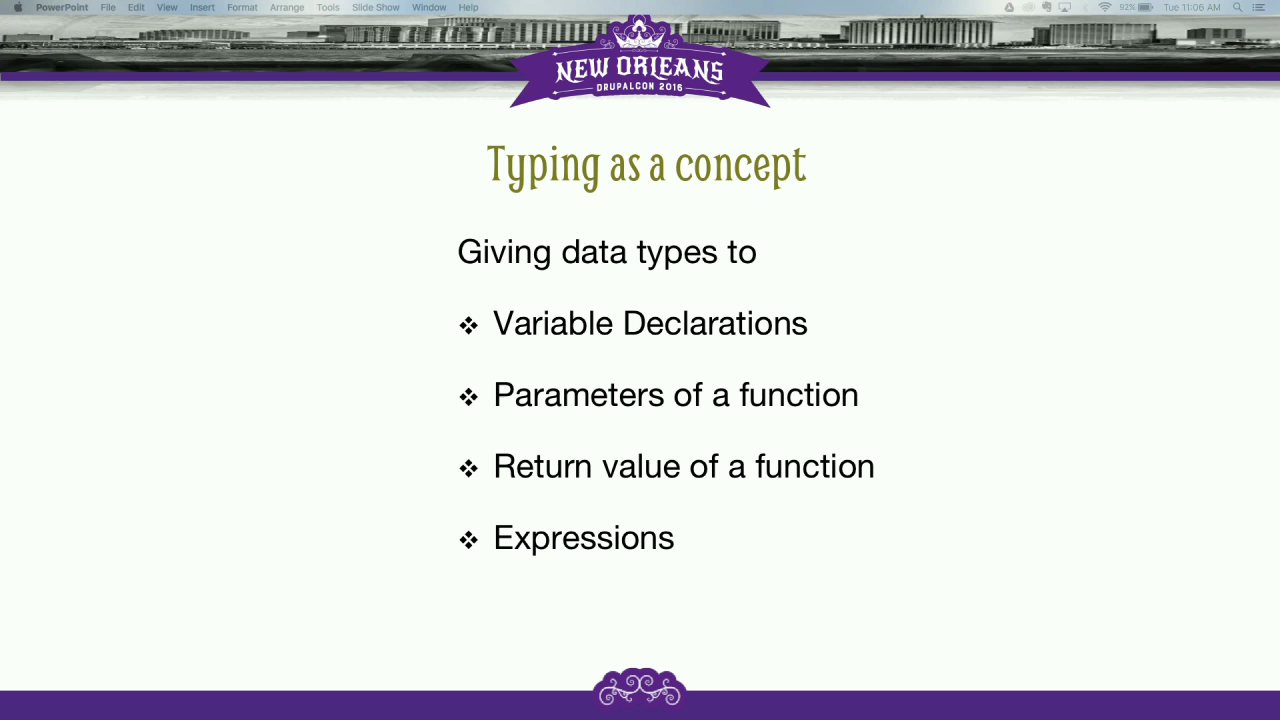 PowerPoint File Edit View Insert Format Arrange Tools Slide Show Window Help 92% Tue 11:06 AM
NEW ORLEANS
DRUPALCON 2016
Typing as a concept
Giving data types to
❖ Variable Declarations
❖ Parameters of a function
❖ Return value of a function
❖ Expressions